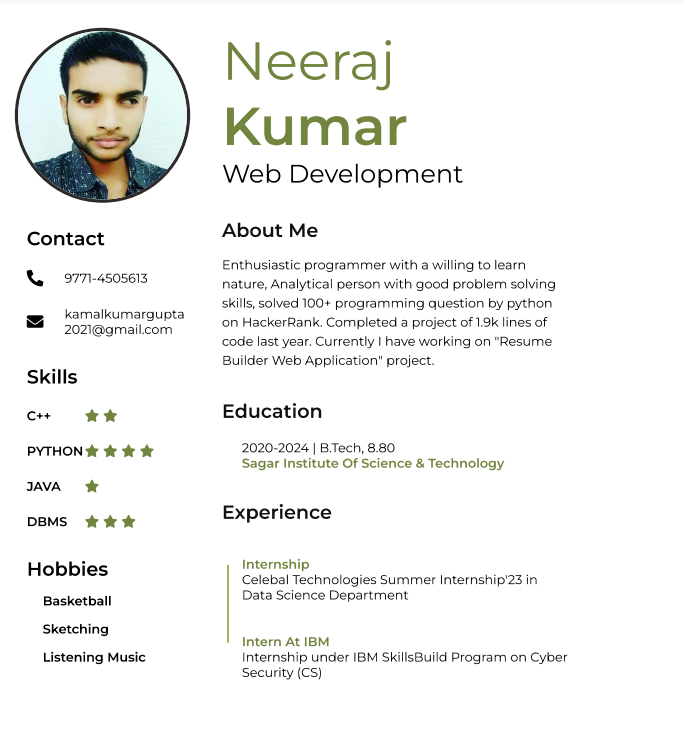 Neeraj
Kumar
Web Development
Contact
9771-4505613
kamalkumargupta
2021@gmail.com
Skills
C++
PYTHON
JAVA
DBMS
Hobbies
Basketball
Sketching
Listening Music
About Me
Enthusiastic programmer with a willing to learn
nature, Analytical person with good problem solving
skills, solved 100+ programming question by python
on HackerRank. Completed a project of 1.9k lines of
code last year. Currently I have working on "Resume
Builder Web Application" project.
Education
2020-2024 | B.Tech, 8.80
Sagar Institute Of Science & Technology
Experience
Internship
Celebal Technologies Summer Internship'23 in
Data Science Department
Intern At IBM
Internship under IBM SkillsBuild Program on Cyber
Security (CS)